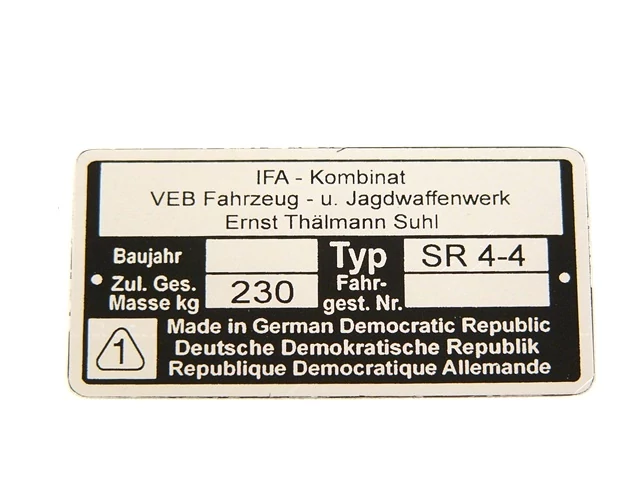 IFA - Kombinat
VEB Fahrzeug - u. Jagdwaffenwerk
Ernst Thälmann Suhl
Baujahr Typ SR 4-4
Zul. Ges. Masse kg 230 Fahr- gest. Nr.
1
Made in German Democratic Republic
Deutsche Demokratische Republik
Republique Democratique Allemande